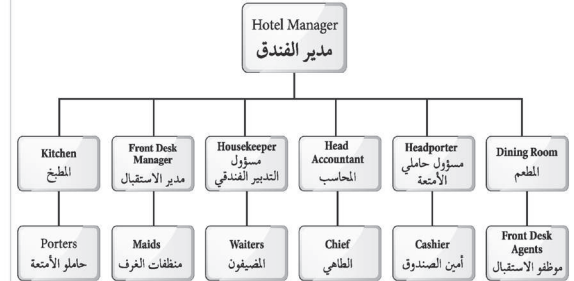 Hotel Manager
مدير الفندق
Kitchen
المطبخ
Front Desk
Manager
مدير الاستقبال
Housekeeper
مسؤول
التدبير الفندقي
Head
Accountant
المحاسب
Headporter
مسؤول حاملي
الأمتعة
Dining Room
المطعم
Porters
حاملو الأمتعة
Maids
منظفات الغرف
Waiters
المضيفون
Chief
الطاهي
Cashier
أمين الصندوق
Front Desk
Agents
موظفو الاستقبال